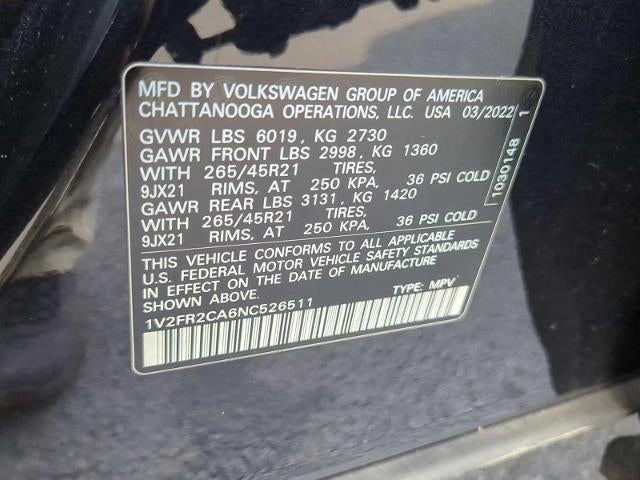 MFD BY VOLKSWAGEN GROUP OF AMERICA
CHATTANOOGA OPERATIONS, LLC. USA 03/2022
GVWR LBS 6019, KG 2730
GAWR FRONT LBS 2998, KG 1360
WITH 265/45R21 TIRES,
9JX21 RIMS, AT 250 KPA, 36 PSI COLD
GAWR REAR LBS 3131, KG 1420
WITH 265/45R21 TIRES,
9JX21 RIMS, AT 250 KPA, 36 PSI COLD
THIS VEHICLE CONFORMS TO ALL APPLICABLE
U.S. FEDERAL MOTOR VEHICLE SAFETY STANDARDS
IN EFFECT ON THE DATE OF MANUFACTURE
SHOWN ABOVE.
1V2FR2CA6NC526511 TYPE: MPV
1030148 1